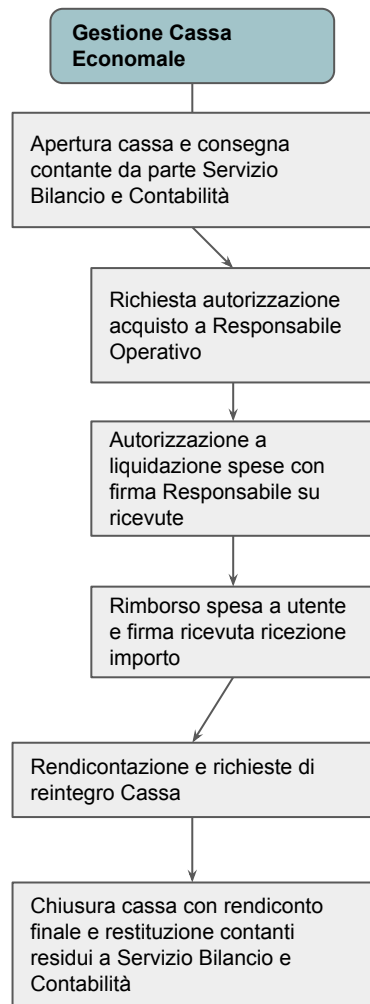 Gestione Cassa
Economale
Apertura cassa e consegna
contante da parte Servizio
Bilancio e Contabilità
Richiesta autorizzazione
acquisto a Responsabile
Operativo
Autorizzazione a
liquidazione spese con
firma Responsabile su
ricevute
Rimborso spesa a utente
e firma ricevuta ricezione
importo
Rendicontazione e richieste di
reintegro Cassa
Chiusura cassa con rendiconto
finale e restituzione contanti
residui a Servizio Bilancio e
Contabilità